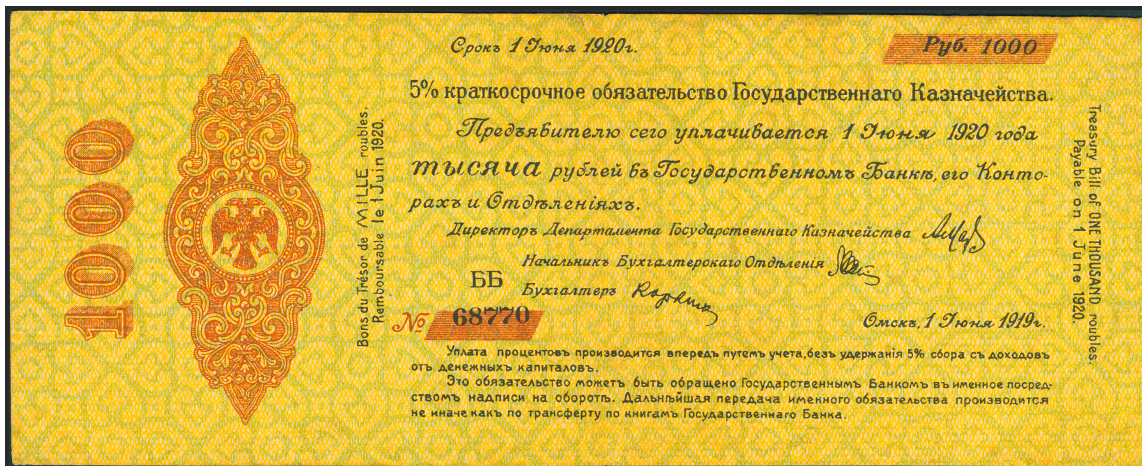 Срокъ 1 Іюня 1920г.
Руб. 1000
5% краткосрочное обязательство Государственнаго Казначейства.
Предъявителю сего уплачивается 1 Іюня 1920 года
тысяча рублей въ Государственномъ Банкѣ, его Конто-
рахъ и Отдѣленіяхъ.
Директоръ Департамента Государственнаго Казначейства
Начальникъ Бухгалтерскаго Отдѣленія
Бухгалтеръ
ББ
№ 68770
Омскъ, 1 Іюня 1919г.
Уплата процентовъ производится впередъ путемъ учета, безъ удержанія 5% сбора съ доходовъ
отъ денежныхъ капиталовъ.
Это обязательство можетъ быть обращено Государственнымъ Банкомъ въ именное посред-
ствомъ надписи на оборотѣ. Дальнѣйшая передача именного обязательства производится
не иначе какъ по трансферту по книгамъ Государственнаго Банка.
1000
Bons du Trésor de MILLE roubles.
Remboursable le 1 Juin 1920.
Treasury Bill of ONE THOUSAND roubles.
Payable on 1 June 1920.